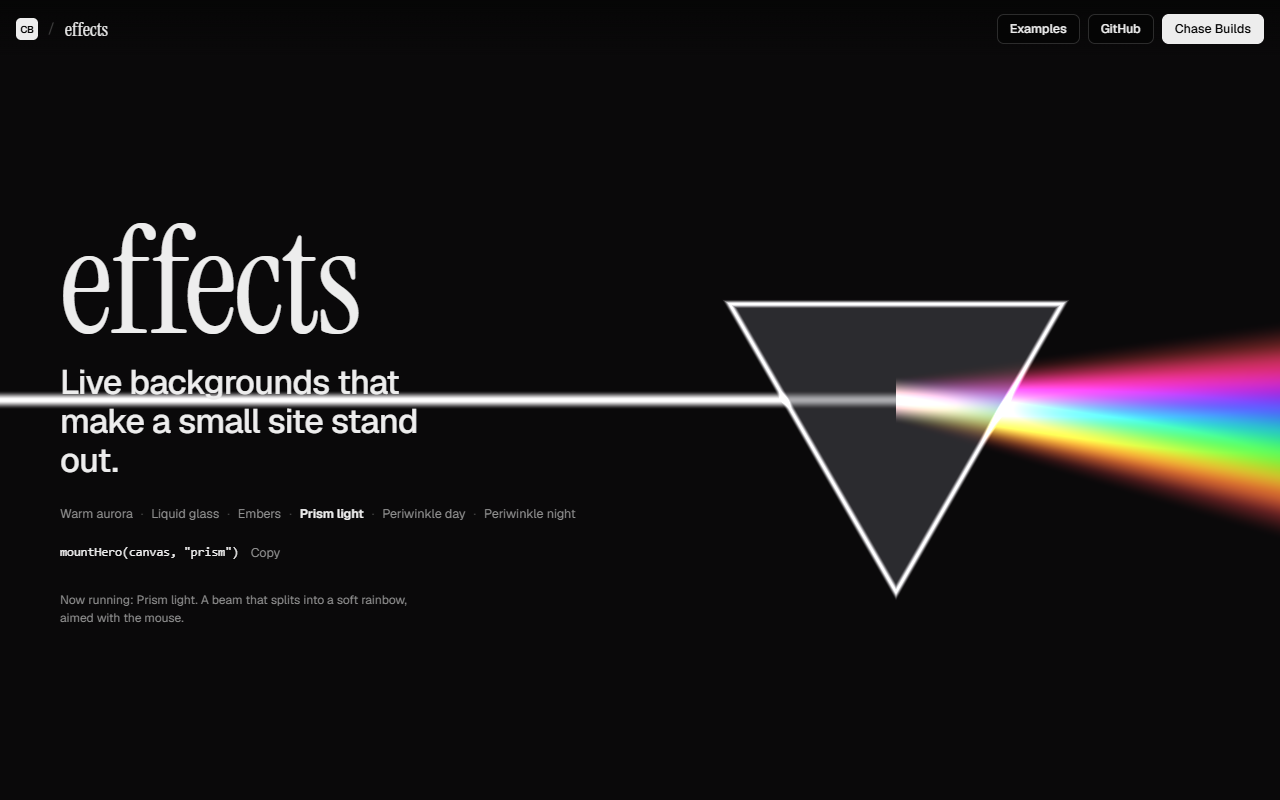 CB / effects
Examples
GitHub
Chase Builds
effects
Live backgrounds that
make a small site stand
out.
Warm aurora · Liquid glass · Embers · Prism light · Periwinkle day · Periwinkle night
mountHero(canvas, "prism") Copy
Now running: Prism light. A beam that splits into a soft rainbow,
aimed with the mouse.